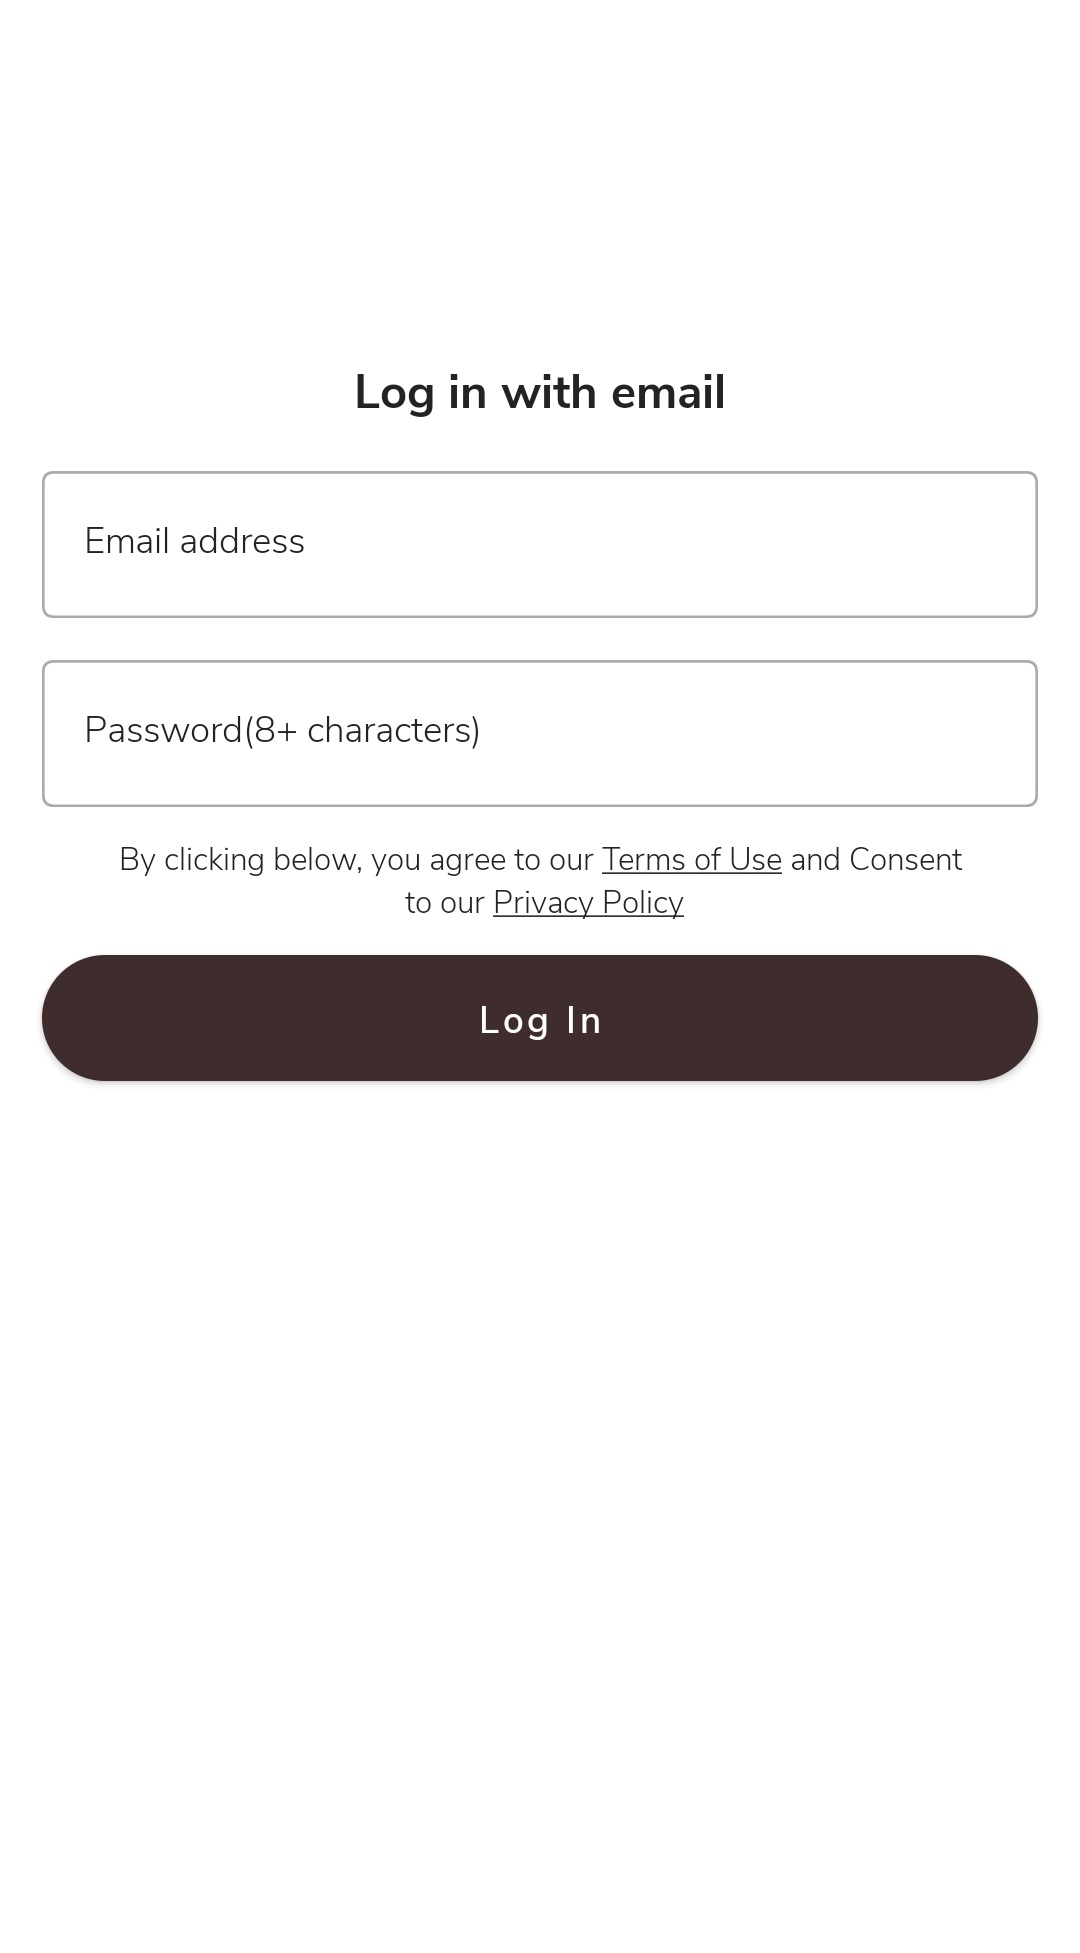 Log in with email
Email address
Password(8+ characters)
By clicking below, you agree to our Terms of Use and Consent
to our Privacy Policy
Log In